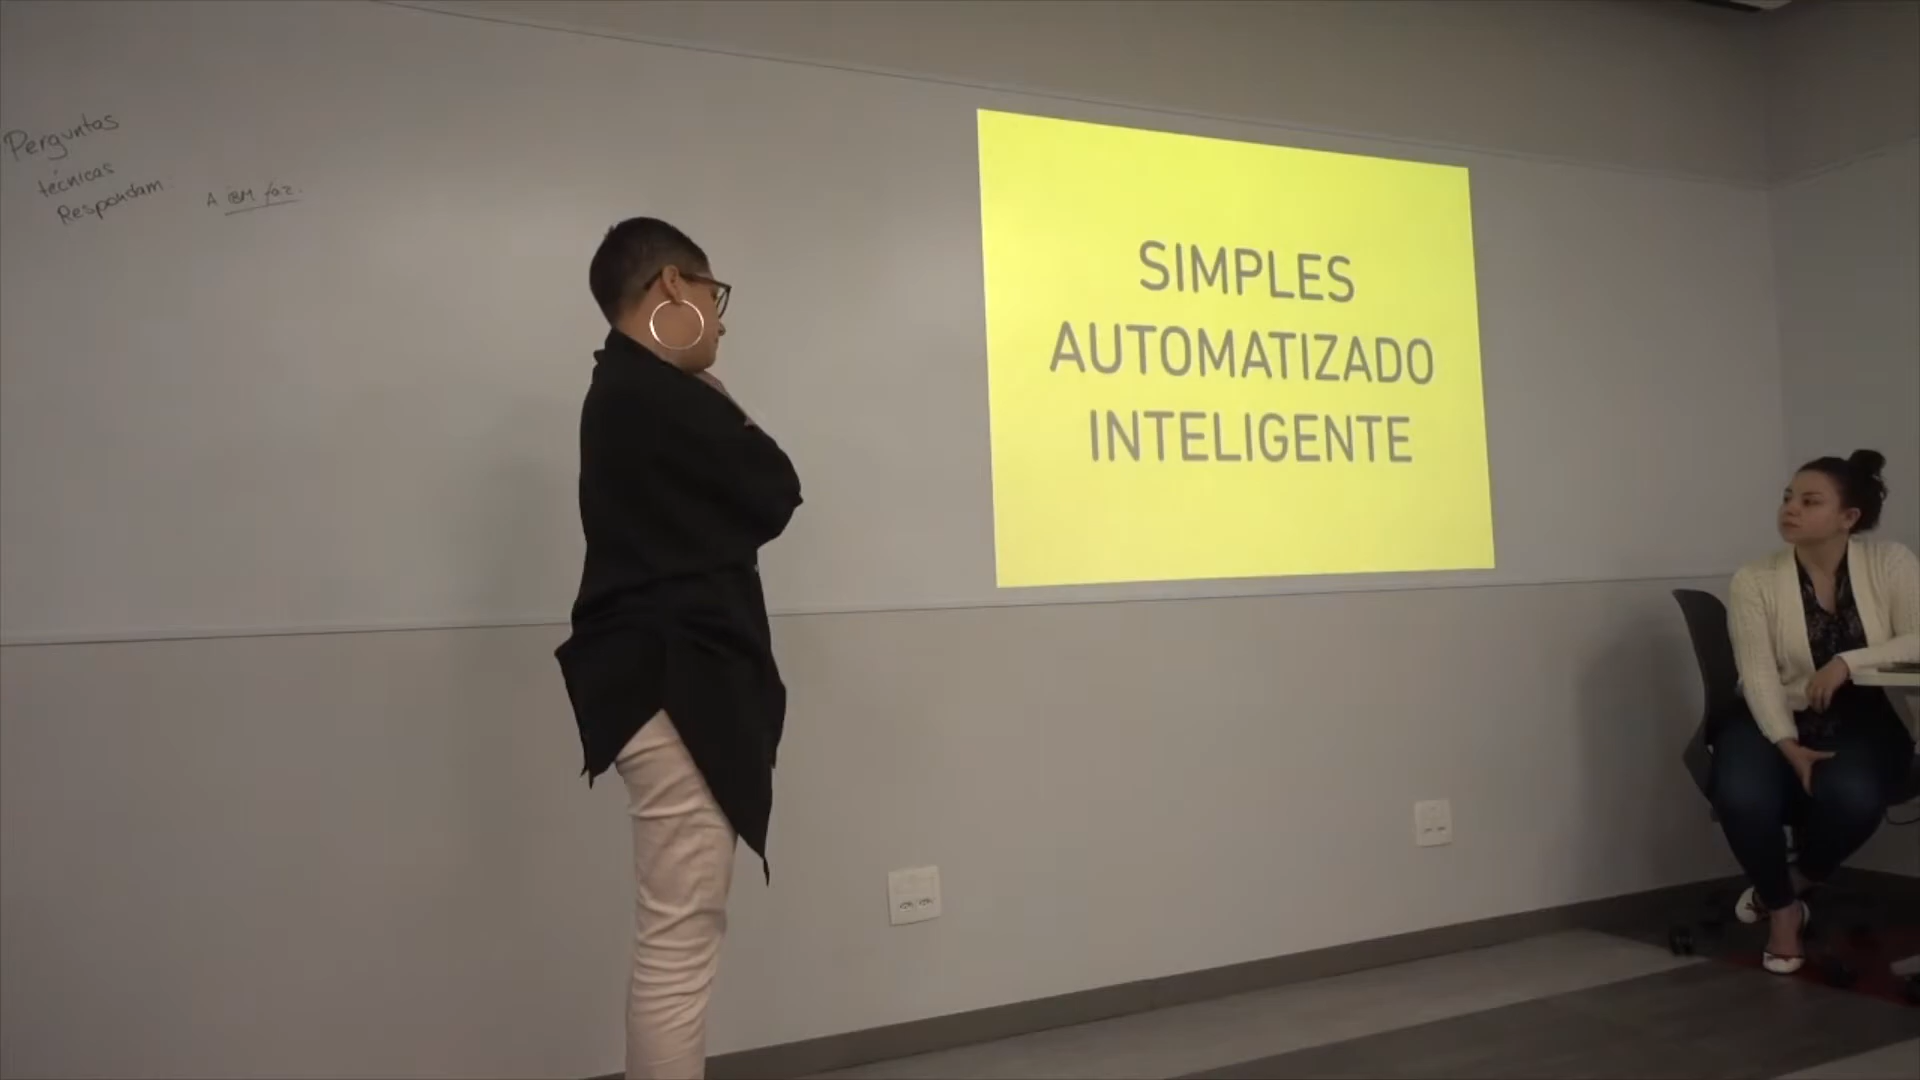 Perguntas
técnicas
Respondam:
A IBM faz.
SIMPLES
AUTOMATIZADO
INTELIGENTE